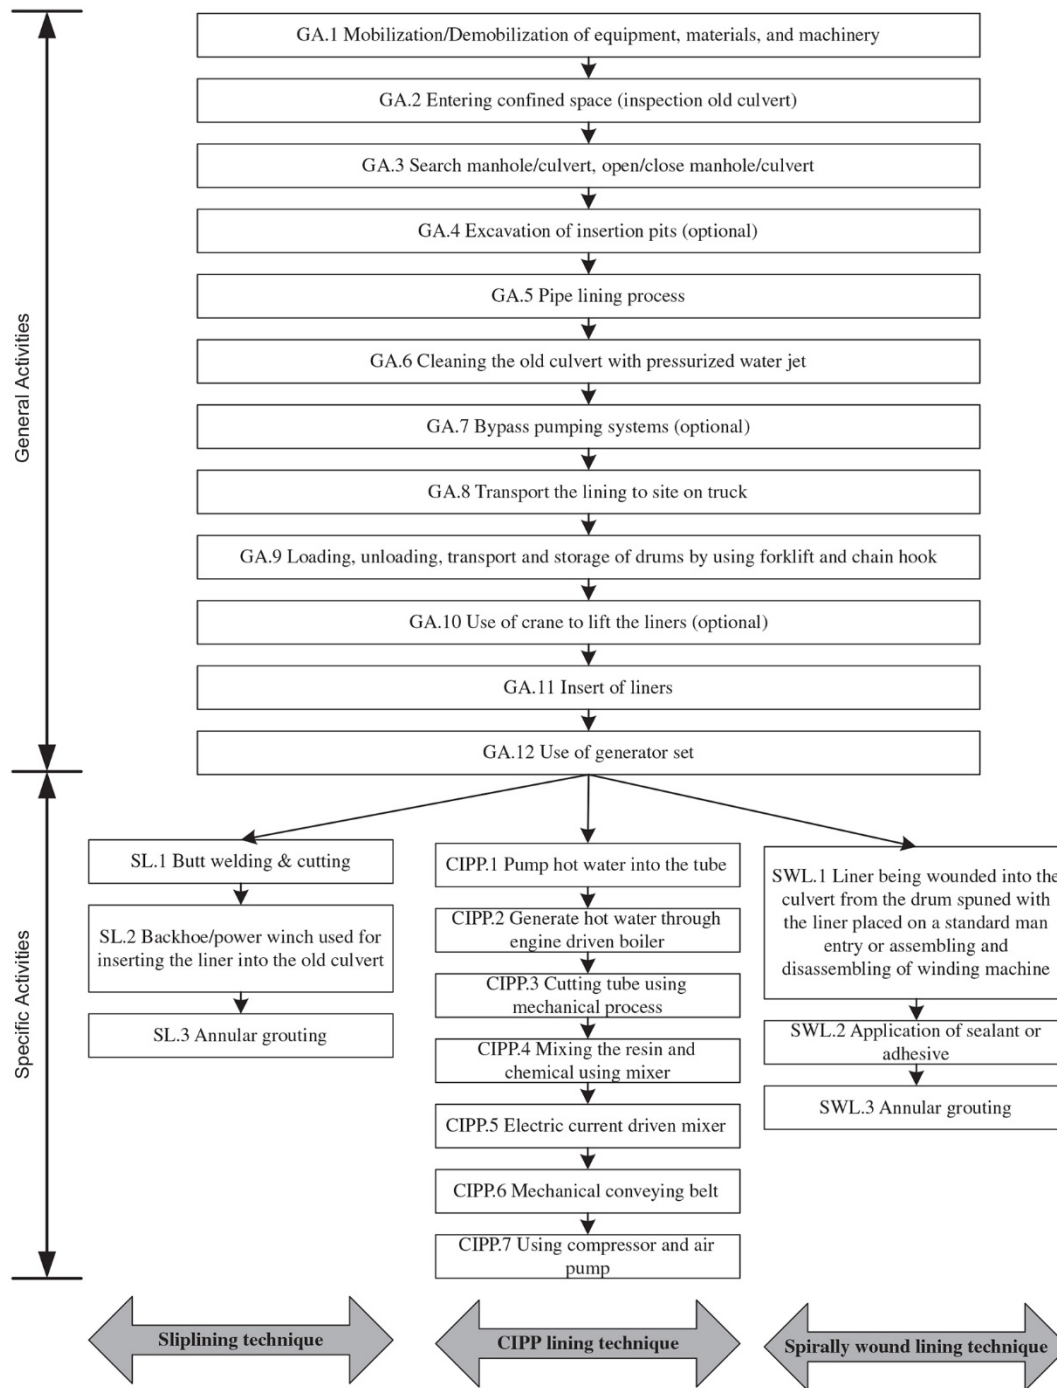 GA.1 Mobilization/Demobilization of equipment, materials, and machinery
GA.2 Entering confined space (inspection old culvert)
GA.3 Search manhole/culvert, open/close manhole/culvert
GA.4 Excavation of insertion pits (optional)
GA.5 Pipe lining process
GA.6 Cleaning the old culvert with pressurized water jet
GA.7 Bypass pumping systems (optional)
GA.8 Transport the lining to site on truck
GA.9 Loading, unloading, transport and storage of drums by using forklift and chain hook
GA.10 Use of crane to lift the liners (optional)
GA.11 Insert of liners
GA.12 Use of generator set
General Activities
Specific Activities
SL.1 Butt welding & cutting
SL.2 Backhoe/power winch used for
inserting the liner into the old culvert
SL.3 Annular grouting
Sliplining technique
CIPP.1 Pump hot water into the tube
CIPP.2 Generate hot water through
engine driven boiler
CIPP.3 Cutting tube using
mechanical process
CIPP.4 Mixing the resin and
chemical using mixer
CIPP.5 Electric current driven mixer
CIPP.6 Mechanical conveying belt
CIPP.7 Using compressor and air
pump
CIPP lining technique
SWL.1 Liner being wounded into the
culvert from the drum spuned with
the liner placed on a standard man
entry or assembling and
disassembling of winding machine
SWL.2 Application of sealant or
adhesive
SWL.3 Annular grouting
Spirally wound lining technique